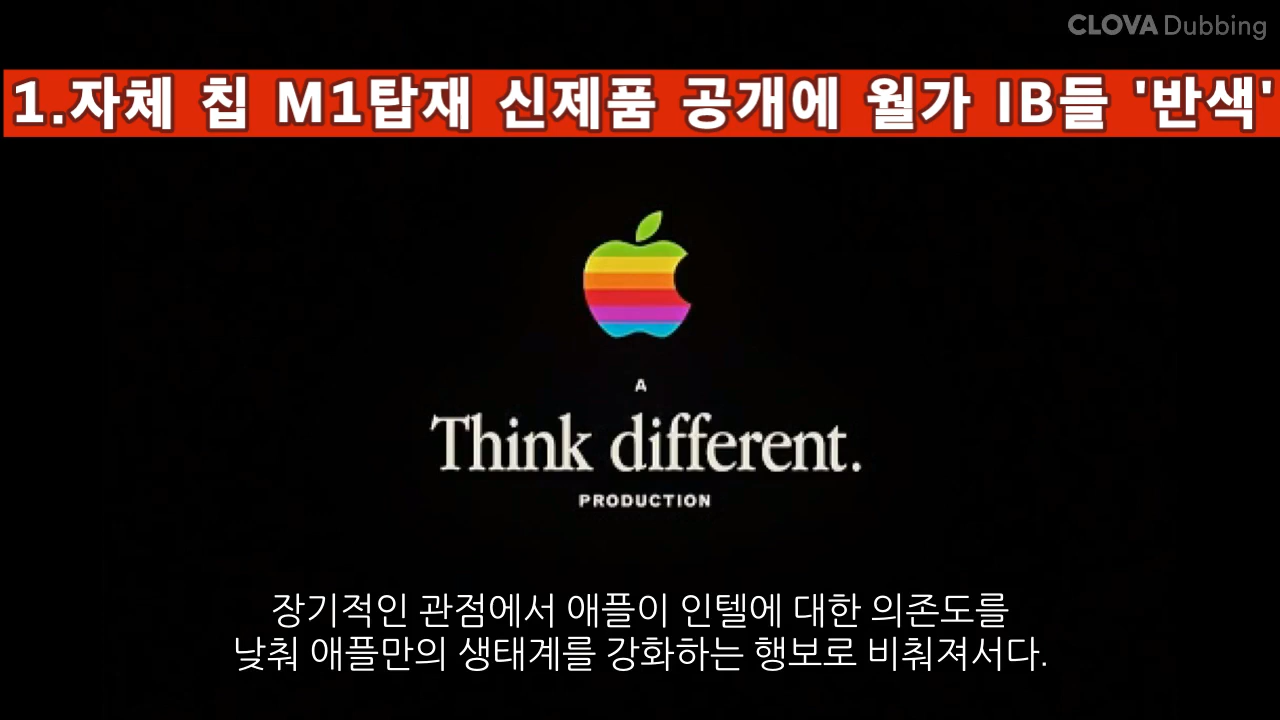 CLOVA Dubbing
1.자체 칩 M1탑재 신제품 공개에 월가 IB들 '반색'
A
Think different.
PRODUCTION
장기적인 관점에서 애플이 인텔에 대한 의존도를
낮춰 애플만의 생태계를 강화하는 행보로 비춰져서다.